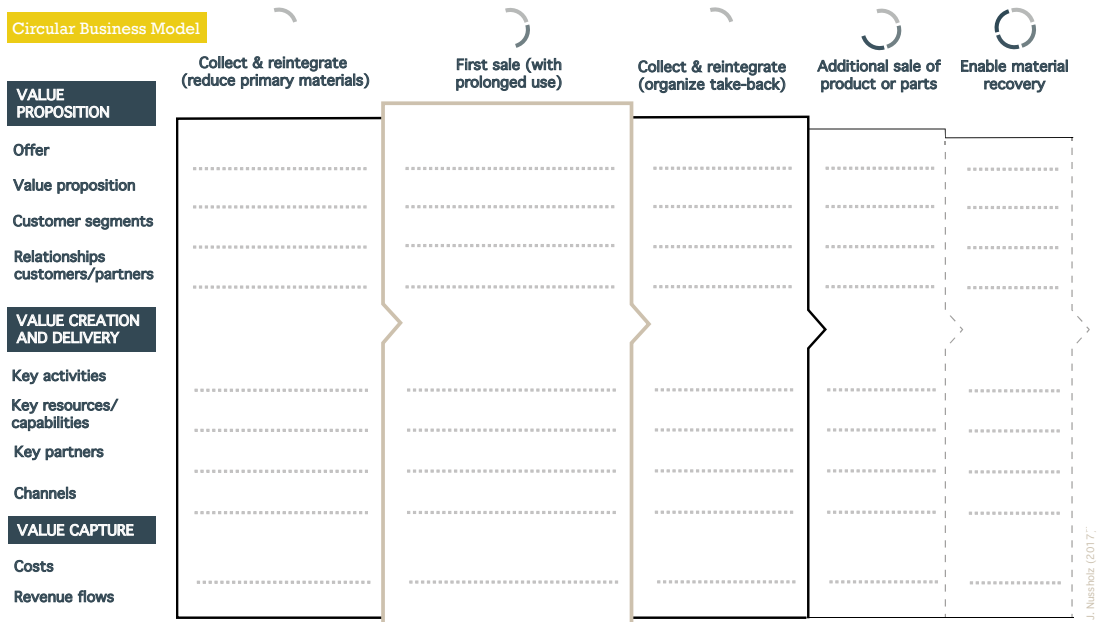 Circular Business Model
Collect & reintegrate
(reduce primary materials)
First sale (with
prolonged use)
Collect & reintegrate
(organize take-back)
Additional sale of
product or parts
Enable material
recovery
VALUE
PROPOSITION
Offer
Value proposition
Customer segments
Relationships
customers/partners
VALUE CREATION
AND DELIVERY
Key activities
Key resources/
capabilities
Key partners
Channels
VALUE CAPTURE
Costs
Revenue flows
J. Nussholz (2017)